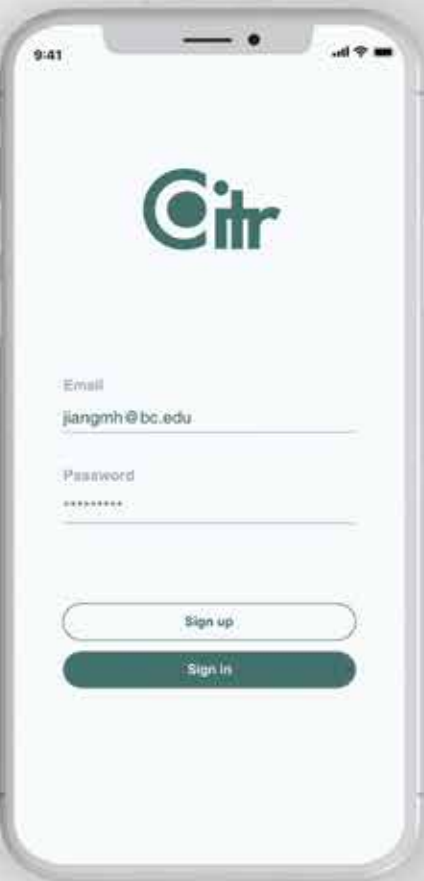 9:41
Citr
Email
jiangmh@bc.edu
Password
•••••••••
Sign up
Sign in